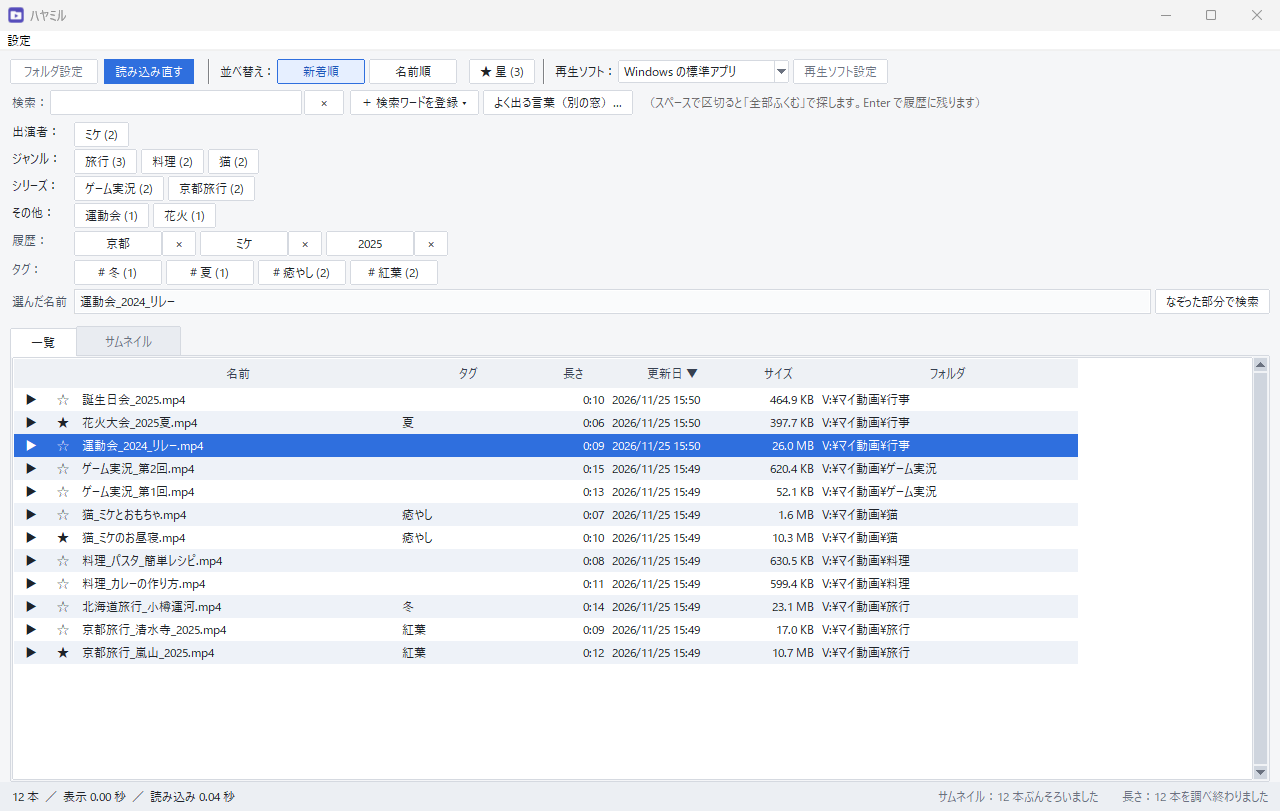 ハヤミル
設定
フォルダ設定 読み込み直す 並べ替え： 新着順 名前順 ★ 星 (3) 再生ソフト： Windows の標準アプリ 再生ソフト設定
検索： × ＋ 検索ワードを登録 ▾ よく出る言葉（別の窓）... （スペースで区切ると「全部ふくむ」で探します。Enter で履歴に残ります）
出演者： ミケ (2)
ジャンル： 旅行 (3) 料理 (2) 猫 (2)
シリーズ： ゲーム実況 (2) 京都旅行 (2)
その他： 運動会 (1) 花火 (1)
履歴： 京都 × ミケ × 2025 ×
タグ： # 冬 (1) # 夏 (1) # 癒やし (2) # 紅葉 (2)
選んだ名前 運動会_2024_リレー なぞった部分で検索
一覧 サムネイル
名前 タグ 長さ 更新日 ▼ サイズ フォルダ
▶ ☆ 誕生日会_2025.mp4 0:10 2026/11/25 15:50 464.9 KB V:¥マイ動画¥行事
▶ ★ 花火大会_2025夏.mp4 夏 0:06 2026/11/25 15:50 397.7 KB V:¥マイ動画¥行事
▶ ☆ 運動会_2024_リレー.mp4 0:09 2026/11/25 15:50 26.0 MB V:¥マイ動画¥行事
▶ ☆ ゲーム実況_第2回.mp4 0:15 2026/11/25 15:49 620.4 KB V:¥マイ動画¥ゲーム実況
▶ ☆ ゲーム実況_第1回.mp4 0:13 2026/11/25 15:49 52.1 KB V:¥マイ動画¥ゲーム実況
▶ ☆ 猫_ミケとおもちゃ.mp4 癒やし 0:07 2026/11/25 15:49 1.6 MB V:¥マイ動画¥猫
▶ ★ 猫_ミケのお昼寝.mp4 癒やし 0:10 2026/11/25 15:49 10.3 MB V:¥マイ動画¥猫
▶ ☆ 料理_パスタ_簡単レシピ.mp4 0:08 2026/11/25 15:49 630.5 KB V:¥マイ動画¥料理
▶ ☆ 料理_カレーの作り方.mp4 0:11 2026/11/25 15:49 599.4 KB V:¥マイ動画¥料理
▶ ☆ 北海道旅行_小樽運河.mp4 冬 0:14 2026/11/25 15:49 23.1 MB V:¥マイ動画¥旅行
▶ ☆ 京都旅行_清水寺_2025.mp4 紅葉 0:09 2026/11/25 15:49 17.0 KB V:¥マイ動画¥旅行
▶ ★ 京都旅行_嵐山_2025.mp4 紅葉 0:12 2026/11/25 15:49 10.7 MB V:¥マイ動画¥旅行
12 本 ／ 表示 0.00 秒 ／ 読み込み 0.04 秒 サムネイル：12 本ぶんそろいました 長さ：12 本を調べ終わりました